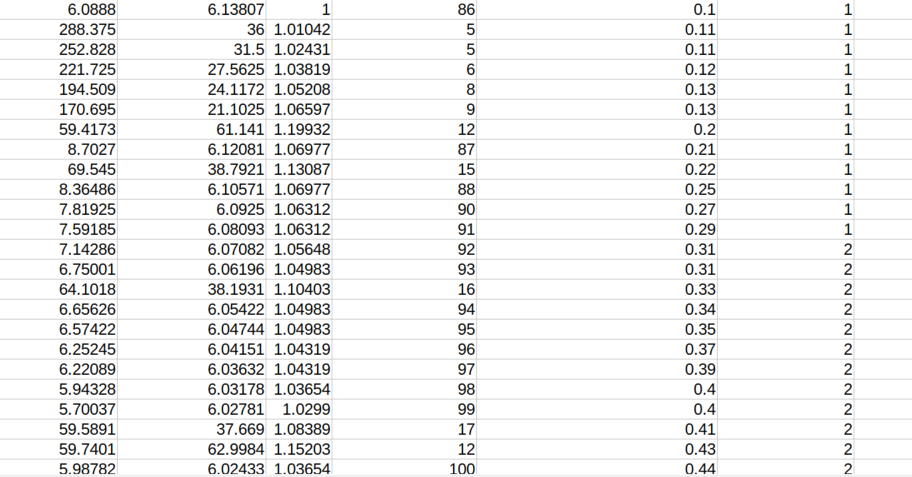 6.0888 6.13807 1 86 0.1 1
288.375 36 1.01042 5 0.11 1
252.828 31.5 1.02431 5 0.11 1
221.725 27.5625 1.03819 6 0.12 1
194.509 24.1172 1.05208 8 0.13 1
170.695 21.1025 1.06597 9 0.13 1
59.4173 61.141 1.19932 12 0.2 1
8.7027 6.12081 1.06977 87 0.21 1
69.545 38.7921 1.13087 15 0.22 1
8.36486 6.10571 1.06977 88 0.25 1
7.81925 6.0925 1.06312 90 0.27 1
7.59185 6.08093 1.06312 91 0.29 1
7.14286 6.07082 1.05648 92 0.31 2
6.75001 6.06196 1.04983 93 0.31 2
64.1018 38.1931 1.10403 16 0.33 2
6.65626 6.05422 1.04983 94 0.34 2
6.57422 6.04744 1.04983 95 0.35 2
6.25245 6.04151 1.04319 96 0.37 2
6.22089 6.03632 1.04319 97 0.39 2
5.94328 6.03178 1.03654 98 0.4 2
5.70037 6.02781 1.0299 99 0.4 2
59.5891 37.669 1.08389 17 0.41 2
59.7401 62.9984 1.15203 12 0.43 2
5.98782 6.02433 1.03654 100 0.44 2